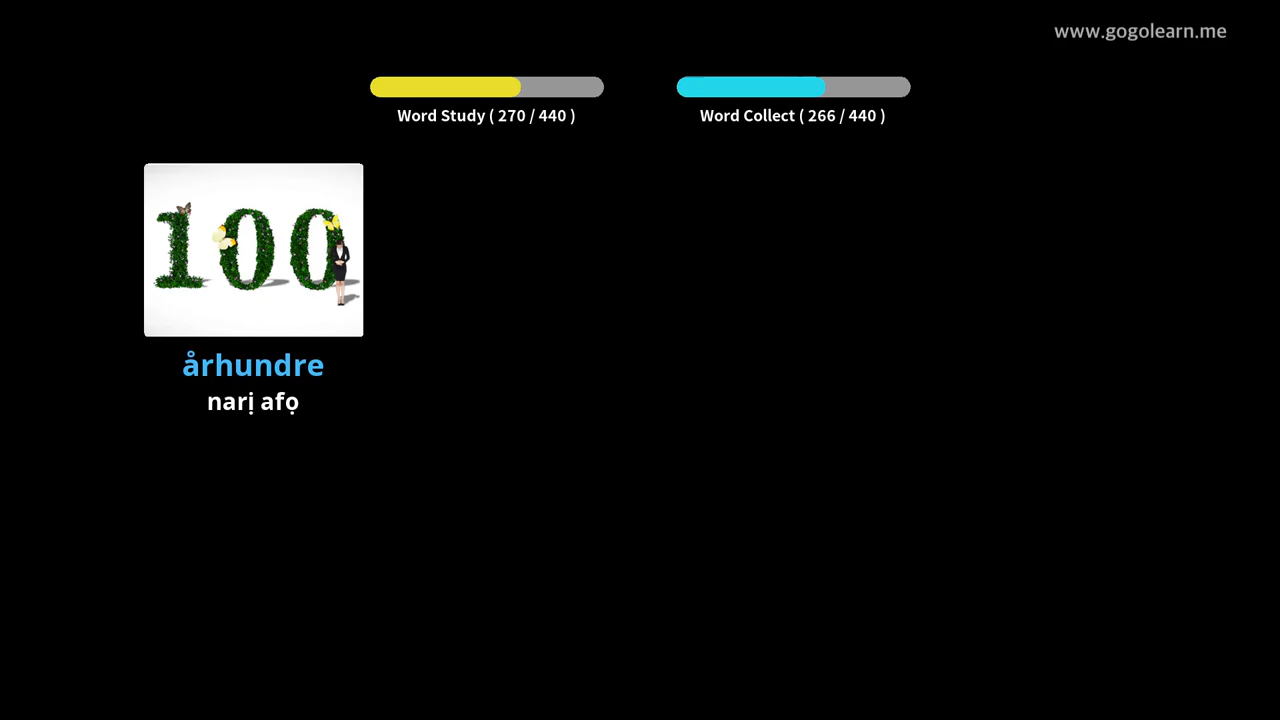 www.gogolearn.me
Word Study ( 270 / 440 )
Word Collect ( 266 / 440 )
100
århundre
narị afọ